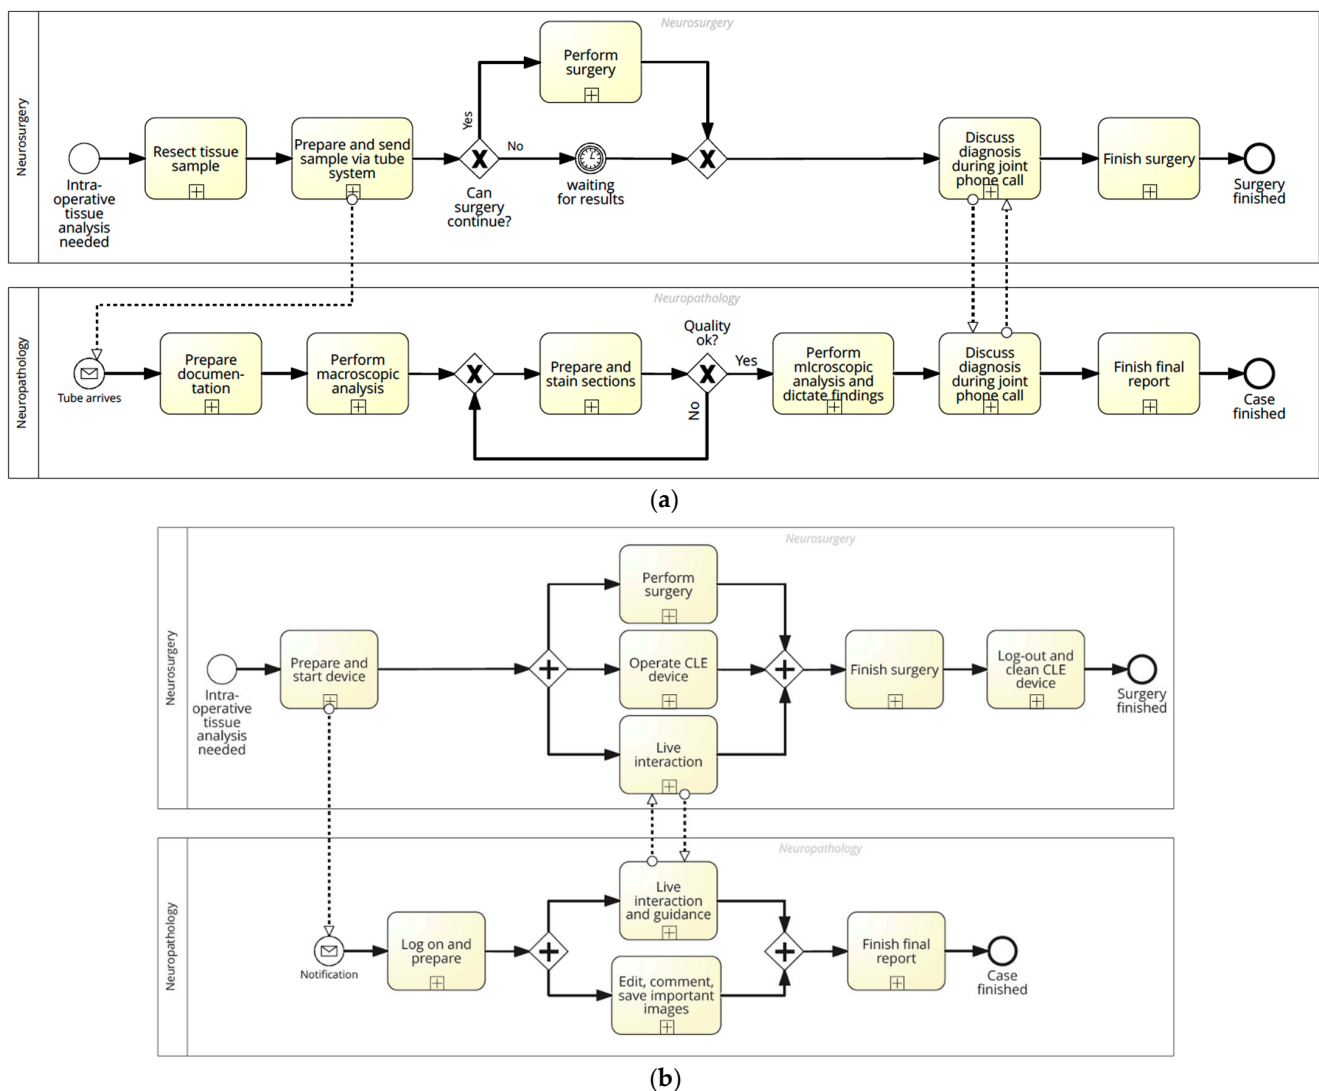 Neurosurgery
Neurosurgery
Perform
surgery
Yes
No
Resect tissue
sample
Prepare and send
sample via tube
system
Can
surgery
continue?
waiting
for results
Discuss
diagnosis
during joint
phone call
Finish surgery
Intra-
operative
tissue
analysis
needed
Surgery
finished
Neuropathology
Neuropathology
Quality
ok?
Yes
No
Tube arrives
Prepare
documen-
tation
Perform
macroscopic
analysis
Prepare and
stain sections
Perform
mIcroscopic
analysis and
dictate findings
Discuss
diagnosis
during joint
phone call
Finish final
report
Case
finished
(a)
Neurosurgery
Neurosurgery
Perform
surgery
Prepare and
start device
Operate CLE
device
Finish surgery
Log-out and
clean CLE
device
Intra-
operative
tissue
analysis
needed
Surgery
finished
Live
interaction
Neuropathology
Neuropathology
Live
interaction
and guidance
Notification
Log on and
prepare
Finish final
report
Case
finished
Edit, comment,
save important
images
(b)